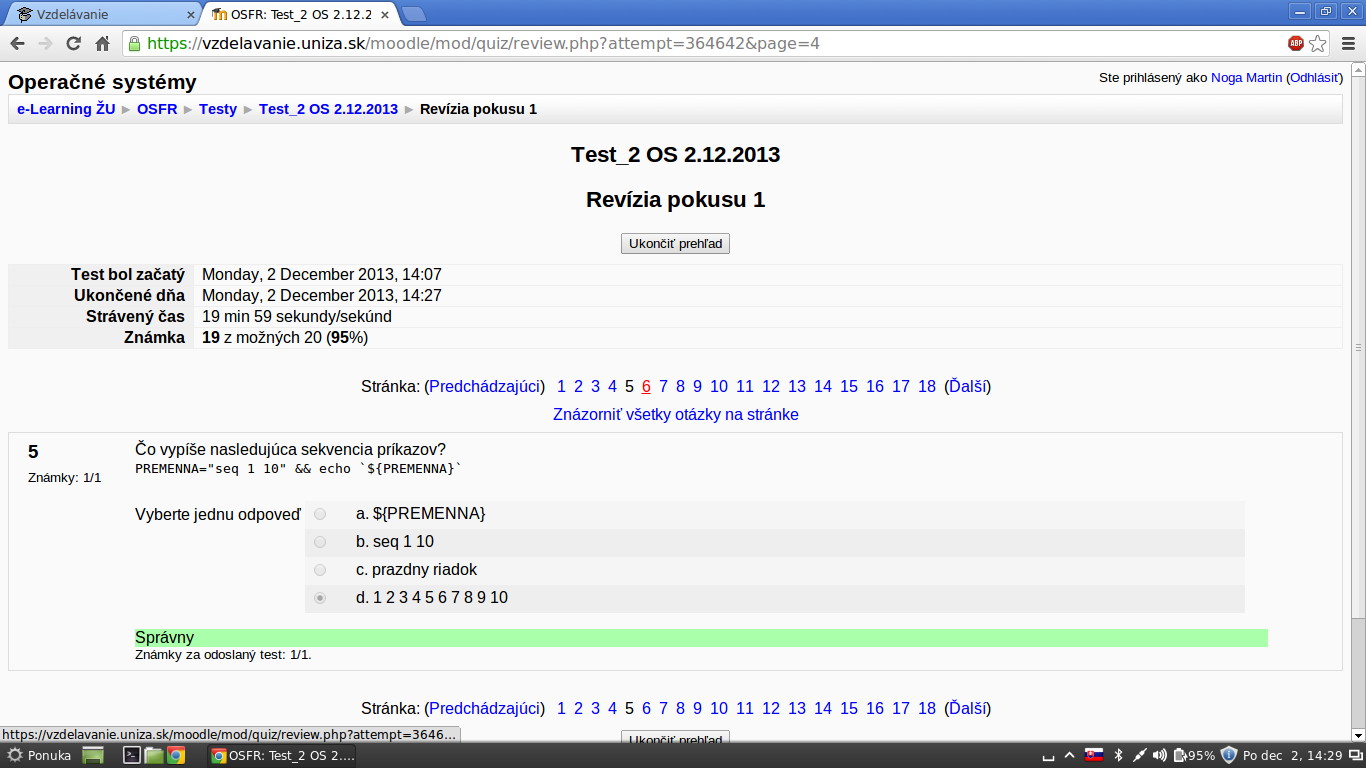 Vzdelávanie
OSFR: Test_2 OS 2.12.2
https://vzdelavanie.uniza.sk/moodle/mod/quiz/review.php?attempt=364642&page=4
ABP
Operačné systémy
Ste prihlásený ako Noga Martin (Odhlásiť)
e-Learning ŽU ► OSFR ► Testy ► Test_2 OS 2.12.2013 ► Revízia pokusu 1
Test_2 OS 2.12.2013
Revízia pokusu 1
Ukončiť prehľad
Test bol začatý Monday, 2 December 2013, 14:07
Ukončené dňa Monday, 2 December 2013, 14:27
Strávený čas 19 min 59 sekundy/sekúnd
Známka 19 z možných 20 (95%)
Stránka: (Predchádzajúci) 1 2 3 4 5 6 7 8 9 10 11 12 13 14 15 16 17 18 (Ďalší)
Znázorniť všetky otázky na stránke
5
Známky: 1/1
Čo vypíše nasledujúca sekvencia príkazov?
PREMENNA="seq 1 10" && echo `${PREMENNA}`
Vyberte jednu odpoveď
a. ${PREMENNA}
b. seq 1 10
c. prazdny riadok
d. 1 2 3 4 5 6 7 8 9 10
Správny
Známky za odoslaný test: 1/1.
Stránka: (Predchádzajúci) 1 2 3 4 5 6 7 8 9 10 11 12 13 14 15 16 17 18 (Ďalší)
Ukončiť prehľad
https://vzdelavanie.uniza.sk/moodle/mod/quiz/review.php?attempt=3646...
Ponuka
OSFR: Test_2 OS 2....
95%
Po dec 2, 14:29